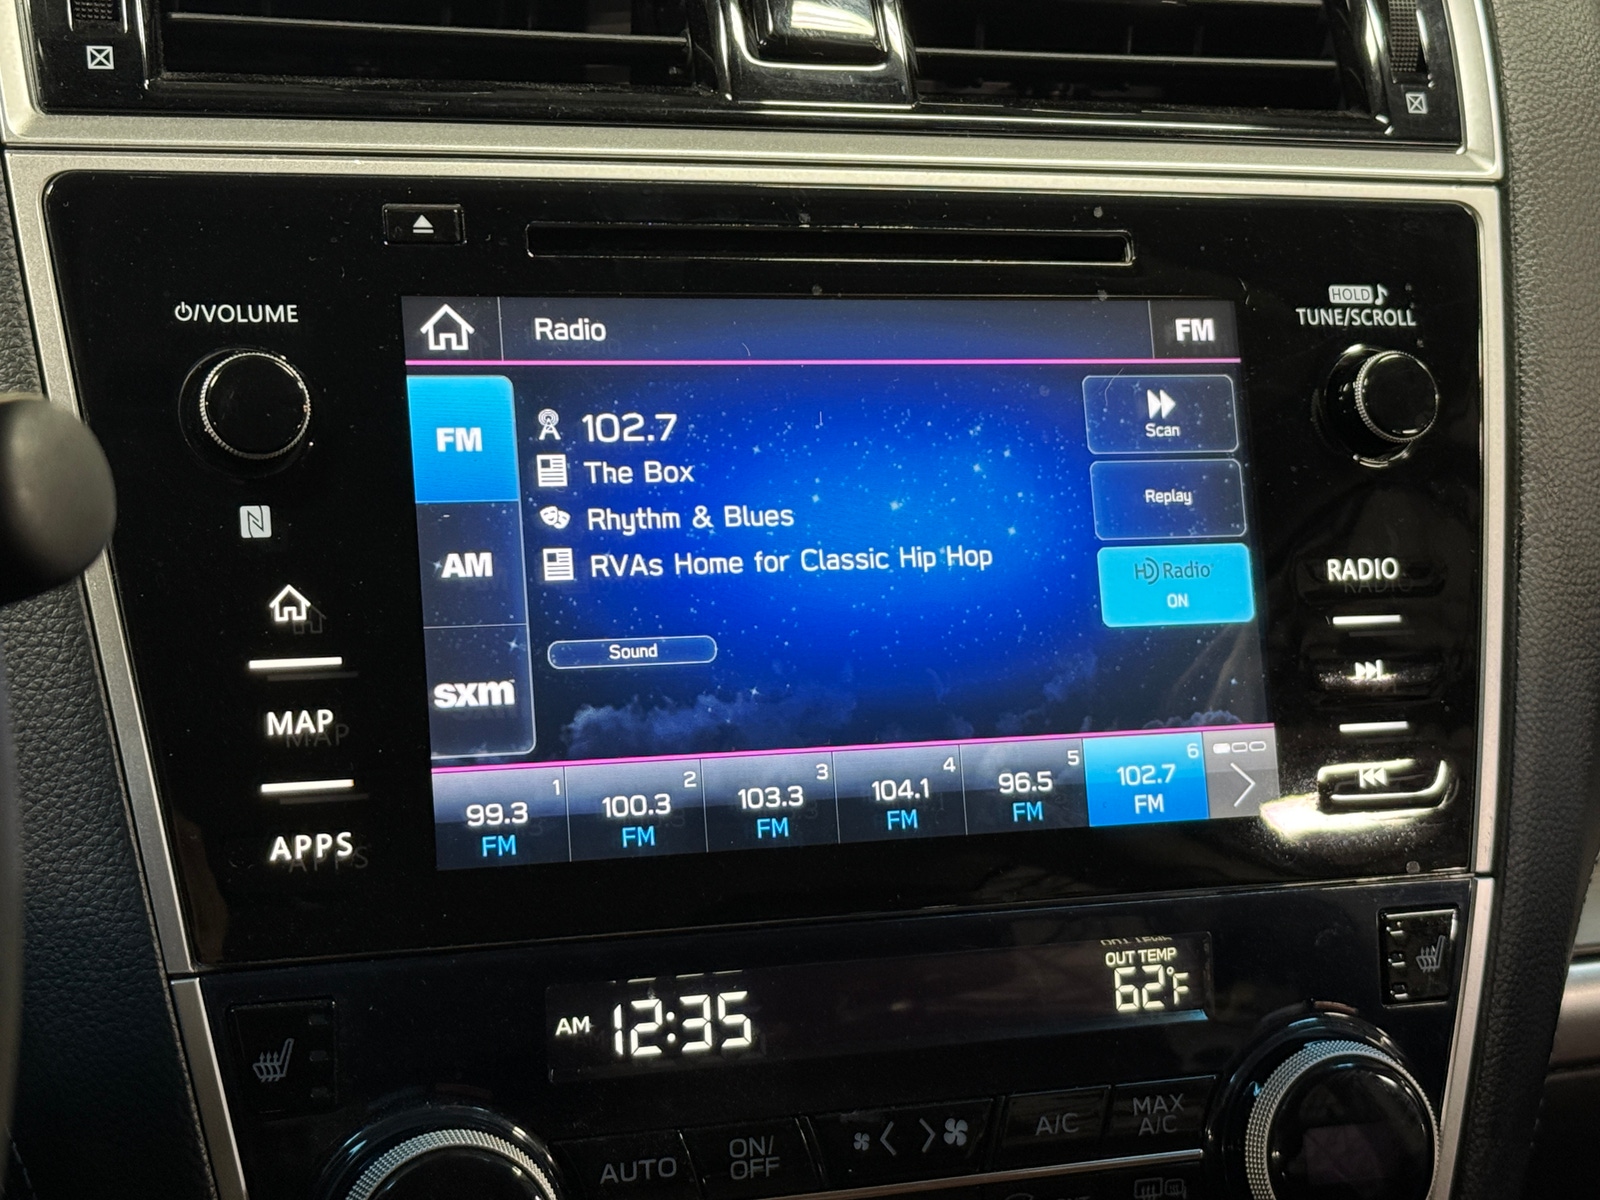 ⏻/VOLUME
HOLD ♪
TUNE/SCROLL
Radio
FM
FM
102.7
Scan
The Box
Replay
Rhythm & Blues
AM
RVAs Home for Classic Hip Hop
HD Radio
ON
RADIO
Sound
sxm
MAP
1
2
3
4
5
6
99.3
100.3
103.3
104.1
96.5
102.7
FM
FM
FM
FM
FM
FM
APPS
OUT TEMP
AM 12:35
62°F
AUTO
ON/
OFF
A/C
MAX
A/C